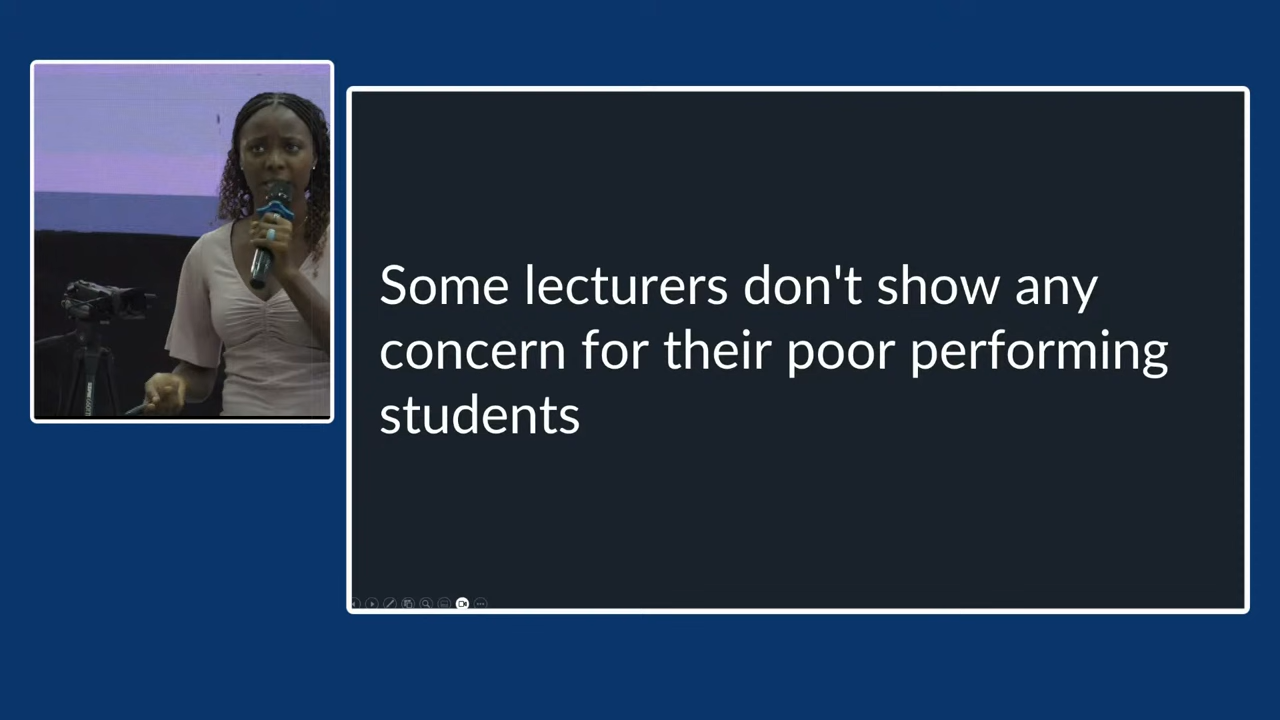 Some lecturers don't show any
concern for their poor performing
students